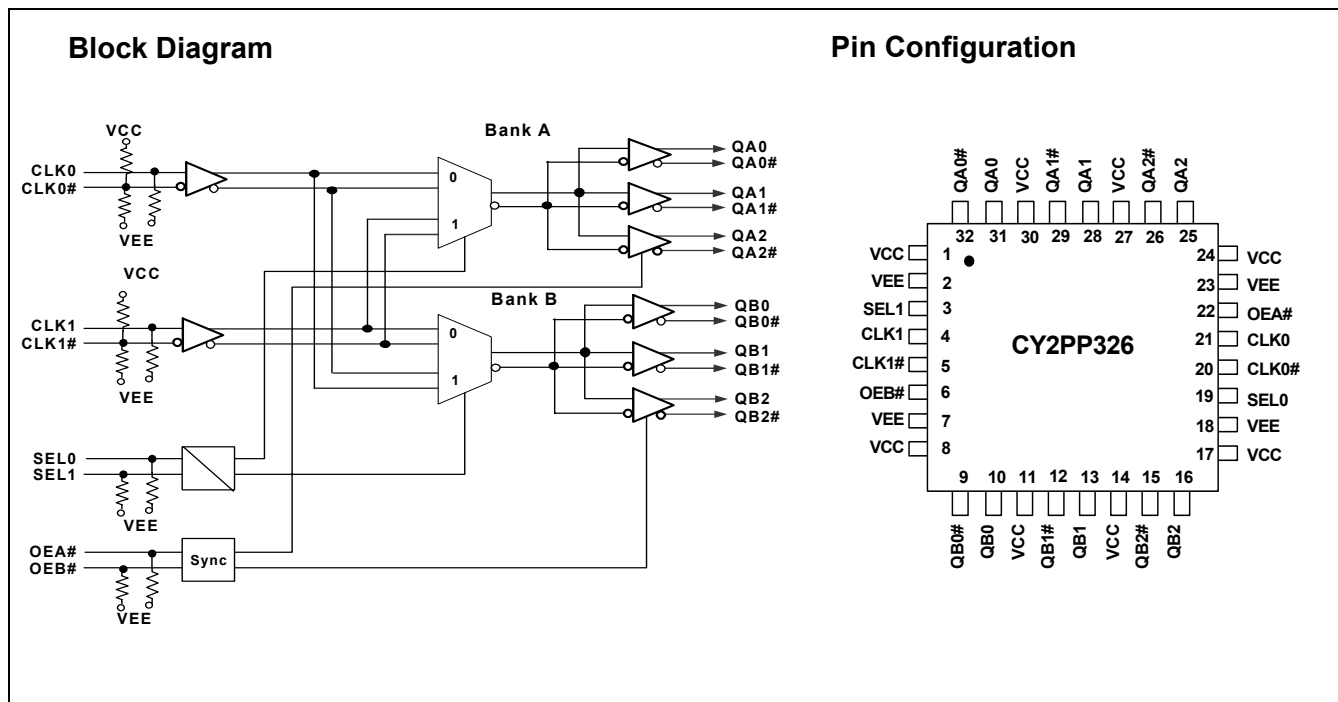 Block Diagram
Pin Configuration
VCC
CLK0
CLK0#
VEE
VCC
CLK1
CLK1#
VEE
SEL0
SEL1
VEE
OEA#
OEB#
VEE
Sync
Bank A
0
1
Bank B
0
1
QA0
QA0#
QA1
QA1#
QA2
QA2#
QB0
QB0#
QB1
QB1#
QB2
QB2#
QA0# QA0 VCC QA1# QA1 VCC QA2# QA2
32 31 30 29 28 27 26 25
VCC 1 24 VCC
VEE 2 23 VEE
SEL1 3 22 OEA#
CLK1 4 21 CLK0
CLK1# 5 20 CLK0#
OEB# 6 19 SEL0
VEE 7 18 VEE
VCC 8 17 VCC
CY2PP326
9 10 11 12 13 14 15 16
QB0# QB0 VCC QB1# QB1 VCC QB2# QB2